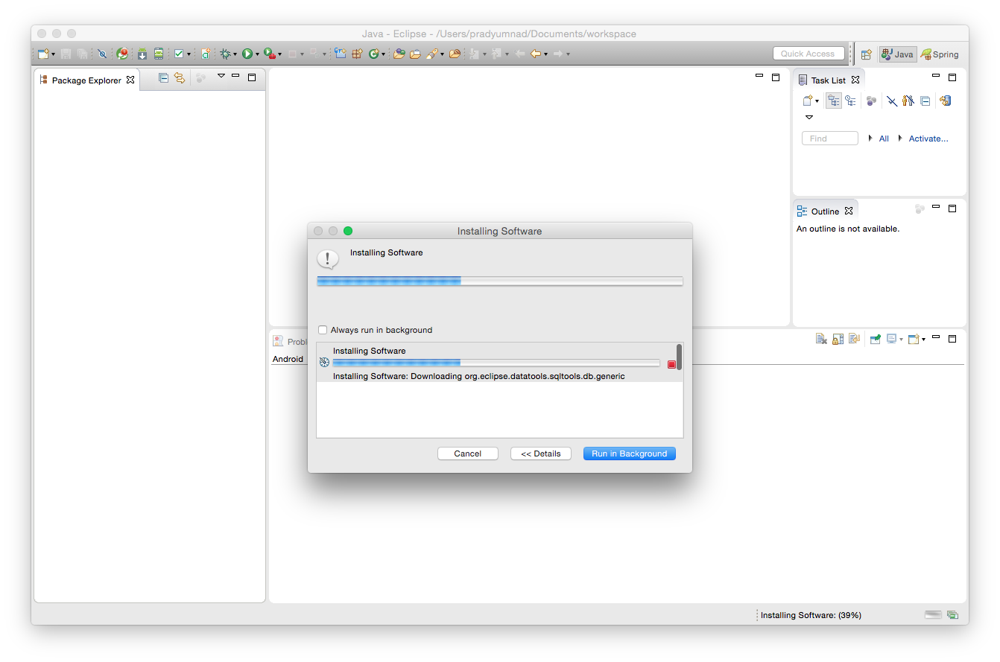 Java - Eclipse - /Users/pradyumnad/Documents/workspace
Quick Access
Java
Spring
Package Explorer
Task List
Find
All
Activate...
Outline
An outline is not available.
Installing Software
Installing Software
Always run in background
Probl
Android
Installing Software
Installing Software: Downloading org.eclipse.datatools.sqltools.db.generic
Cancel
<< Details
Run in Background
Installing Software: (39%)